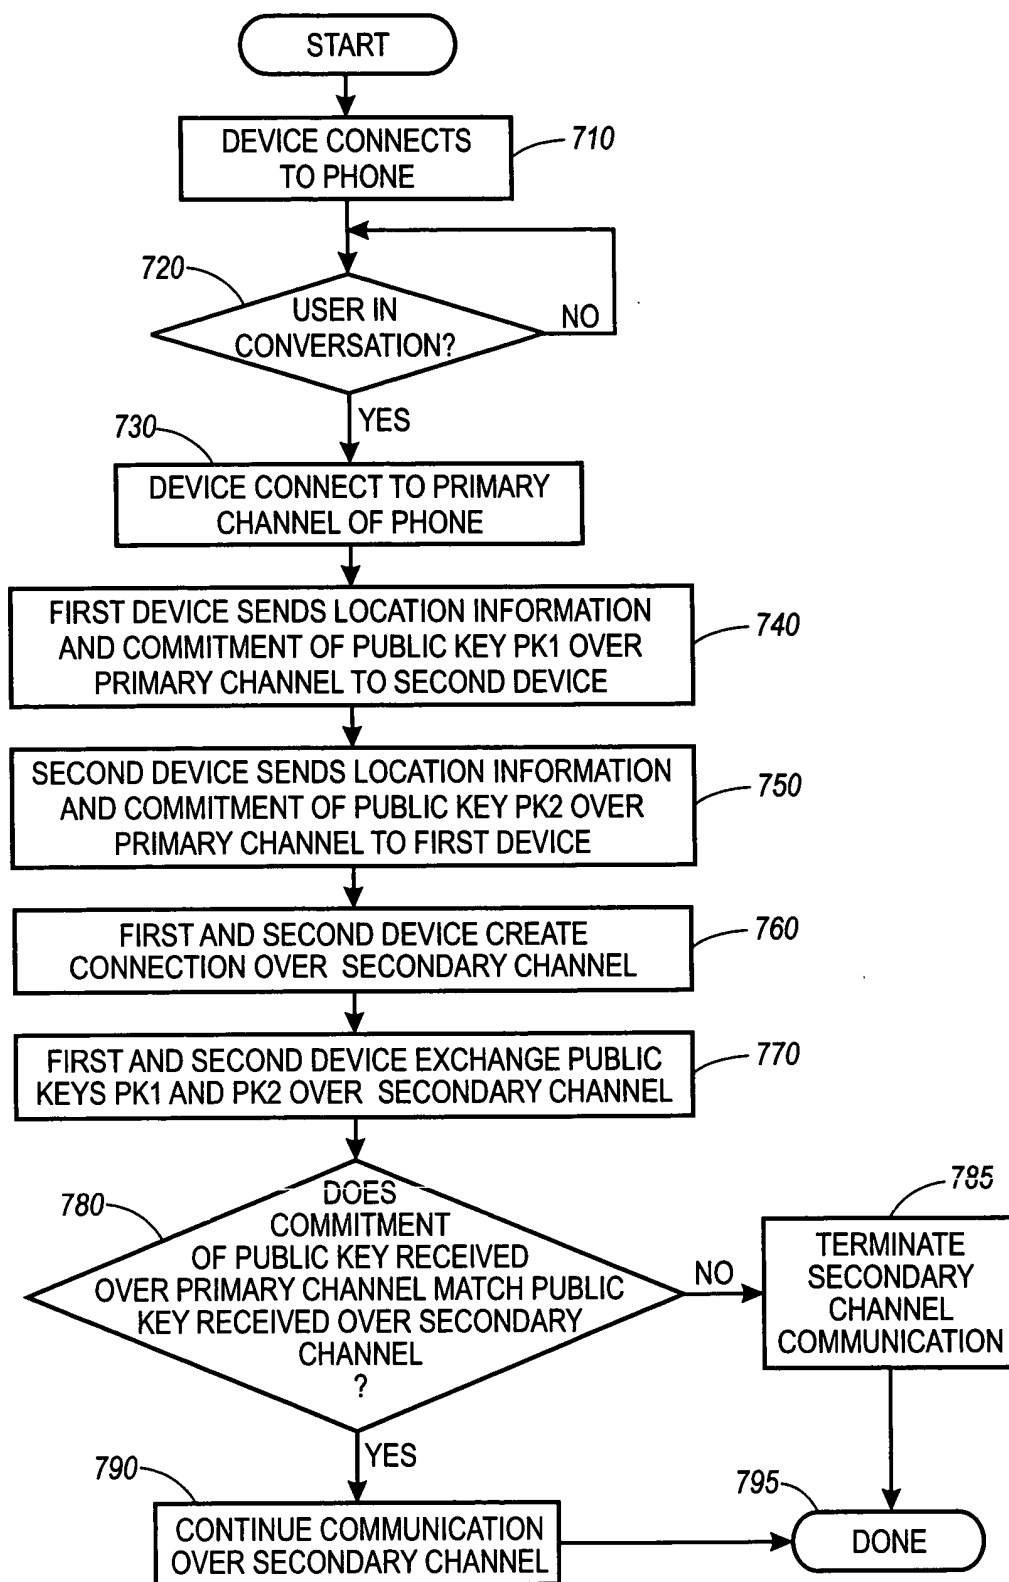 START
DEVICE CONNECTS
TO PHONE
710
720
USER IN
CONVERSATION?
NO
YES
730
DEVICE CONNECT TO PRIMARY
CHANNEL OF PHONE
FIRST DEVICE SENDS LOCATION INFORMATION
AND COMMITMENT OF PUBLIC KEY PK1 OVER
PRIMARY CHANNEL TO SECOND DEVICE
740
SECOND DEVICE SENDS LOCATION INFORMATION
AND COMMITMENT OF PUBLIC KEY PK2 OVER
PRIMARY CHANNEL TO FIRST DEVICE
750
FIRST AND SECOND DEVICE CREATE
CONNECTION OVER SECONDARY CHANNEL
760
FIRST AND SECOND DEVICE EXCHANGE PUBLIC
KEYS PK1 AND PK2 OVER SECONDARY CHANNEL
770
780
DOES
COMMITMENT
OF PUBLIC KEY RECEIVED
OVER PRIMARY CHANNEL MATCH PUBLIC
KEY RECEIVED OVER SECONDARY
CHANNEL
?
NO
785
TERMINATE
SECONDARY
CHANNEL
COMMUNICATION
YES
790
CONTINUE COMMUNICATION
OVER SECONDARY CHANNEL
795
DONE